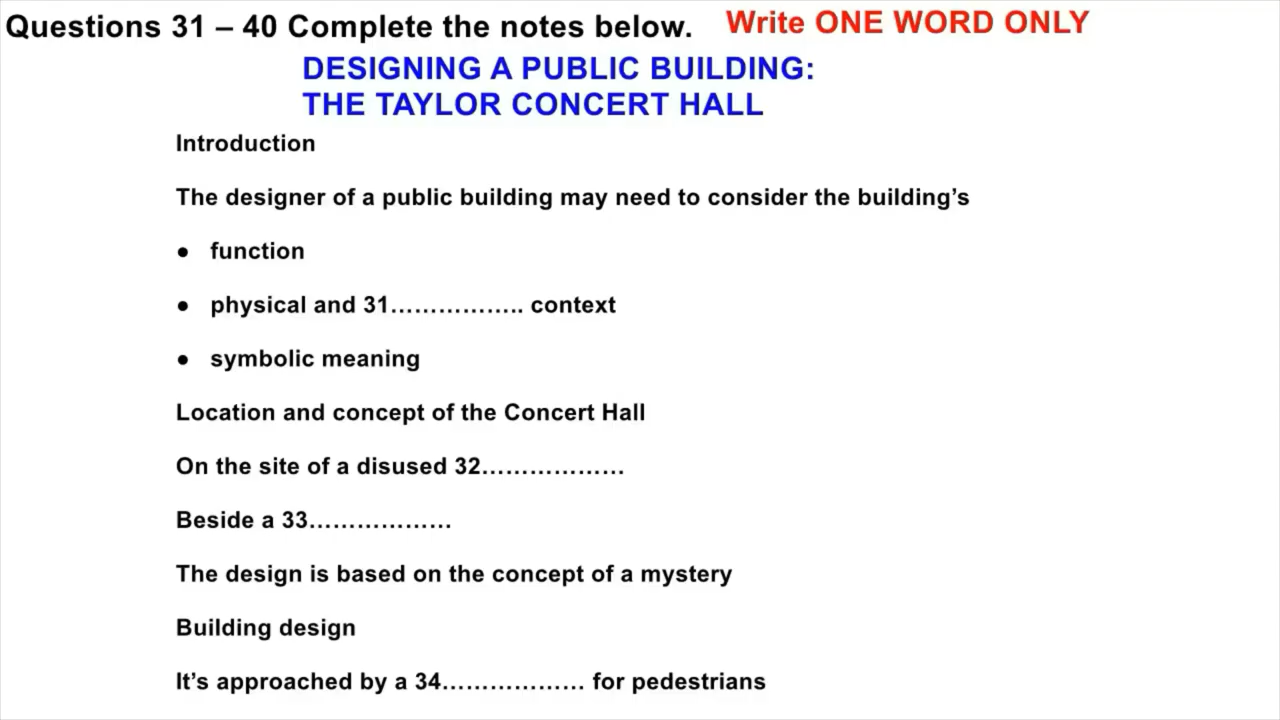 Questions 31 – 40 Complete the notes below. Write ONE WORD ONLY
DESIGNING A PUBLIC BUILDING:
THE TAYLOR CONCERT HALL
Introduction
The designer of a public building may need to consider the building’s
● function
● physical and 31…………….. context
● symbolic meaning
Location and concept of the Concert Hall
On the site of a disused 32………………
Beside a 33………………
The design is based on the concept of a mystery
Building design
It’s approached by a 34……………… for pedestrians